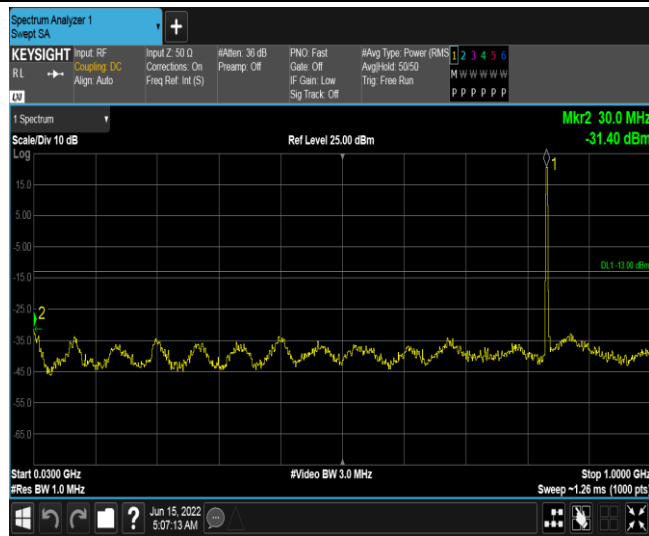 Spectrum Analyzer 1
Swept SA
+
KEYSIGHT Input: RF Input Z: 50 Ω #Atten: 36 dB PNO: Fast #Avg Type: Power (RMS 1 2 3 4 5 6
RL Coupling: DC Corrections: On Preamp: Off Gate: Off Avg|Hold: 50/50 M W W W W W
Align: Auto Freq Ref: Int (S) IF Gain: Low Trig: Free Run
Sig Track: Off P P P P P P
LXI
1 Spectrum Mkr2 30.0 MHz
Scale/Div 10 dB Ref Level 25.00 dBm -31.40 dBm
Log
1
15.0
5.00
-5.00
DL1 -13.00 dBm
-15.0
-25.0
2
-35.0
-45.0
-55.0
-65.0
Start 0.0300 GHz #Video BW 3.0 MHz Stop 1.0000 GHz
#Res BW 1.0 MHz Sweep ~1.26 ms (1000 pts)
? Jun 15, 2022
5:07:13 AM